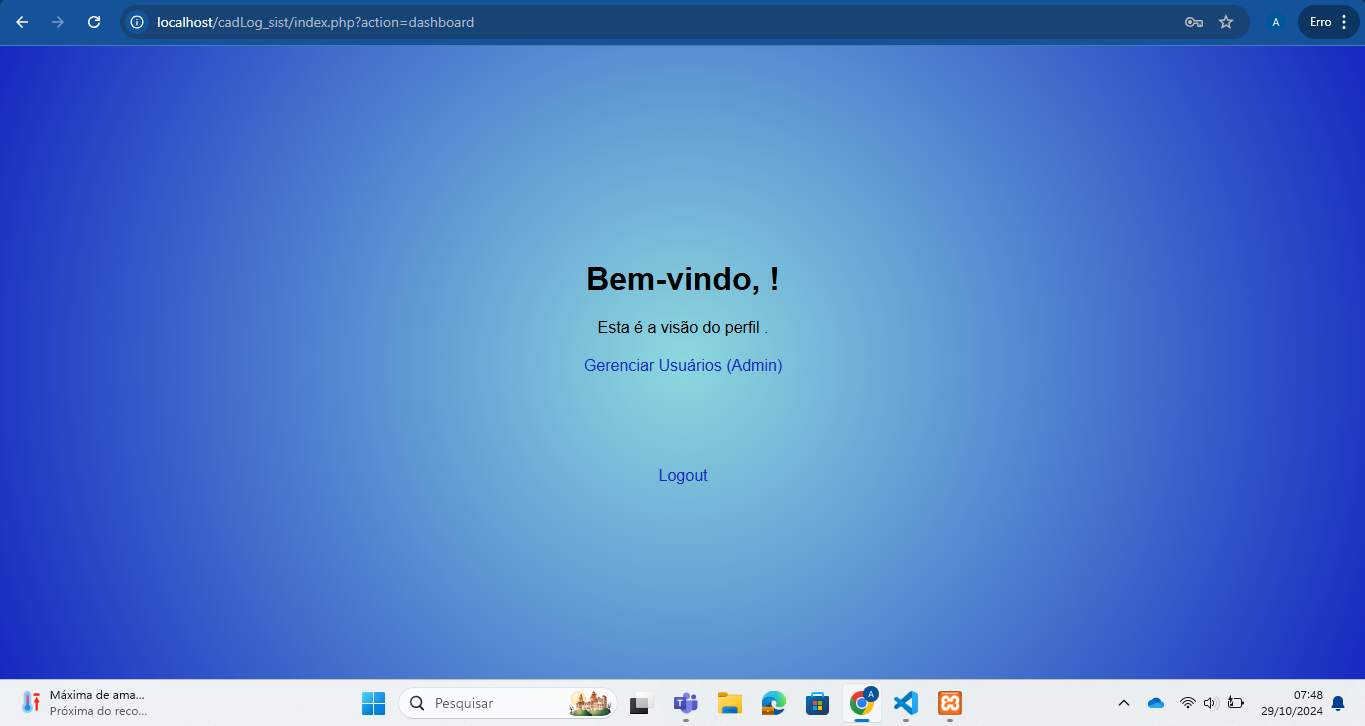 localhost/cadLog_sist/index.php?action=dashboard
A
Erro
Bem-vindo, !
Esta é a visão do perfil .
Gerenciar Usuários (Admin)
Logout
Máxima de ama...
Próxima do reco...
Pesquisar
A
07:48
29/10/2024